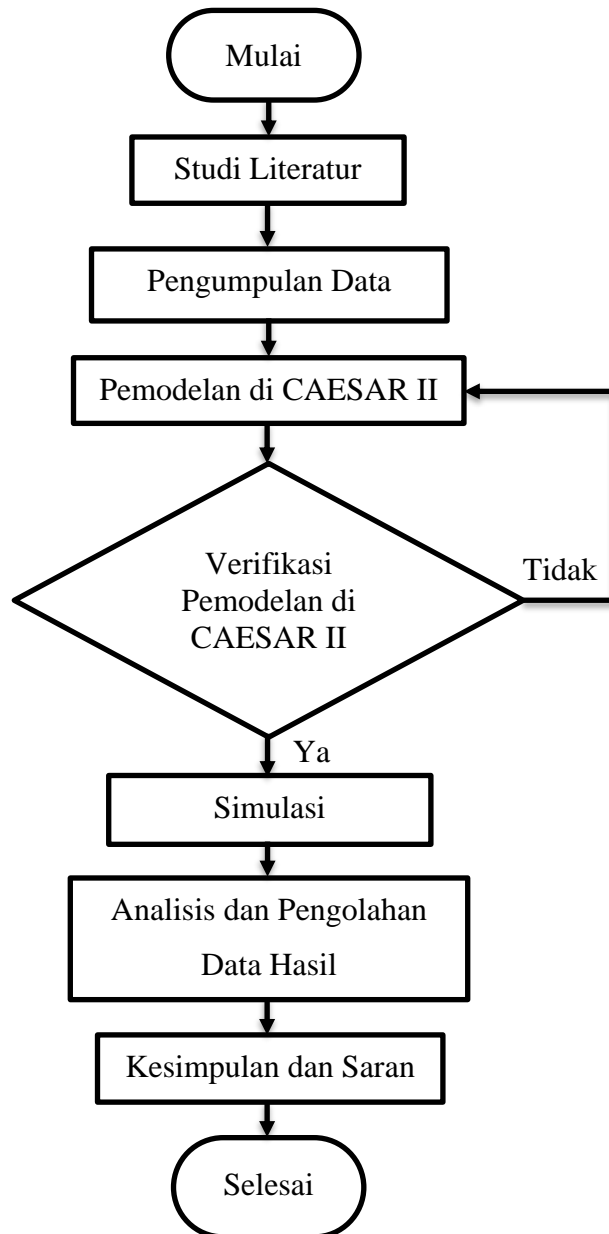 Mulai
Studi Literatur
Pengumpulan Data
Pemodelan di CAESAR II
Verifikasi
Pemodelan di
CAESAR II
Tidak
Ya
Simulasi
Analisis dan Pengolahan
Data Hasil
Kesimpulan dan Saran
Selesai